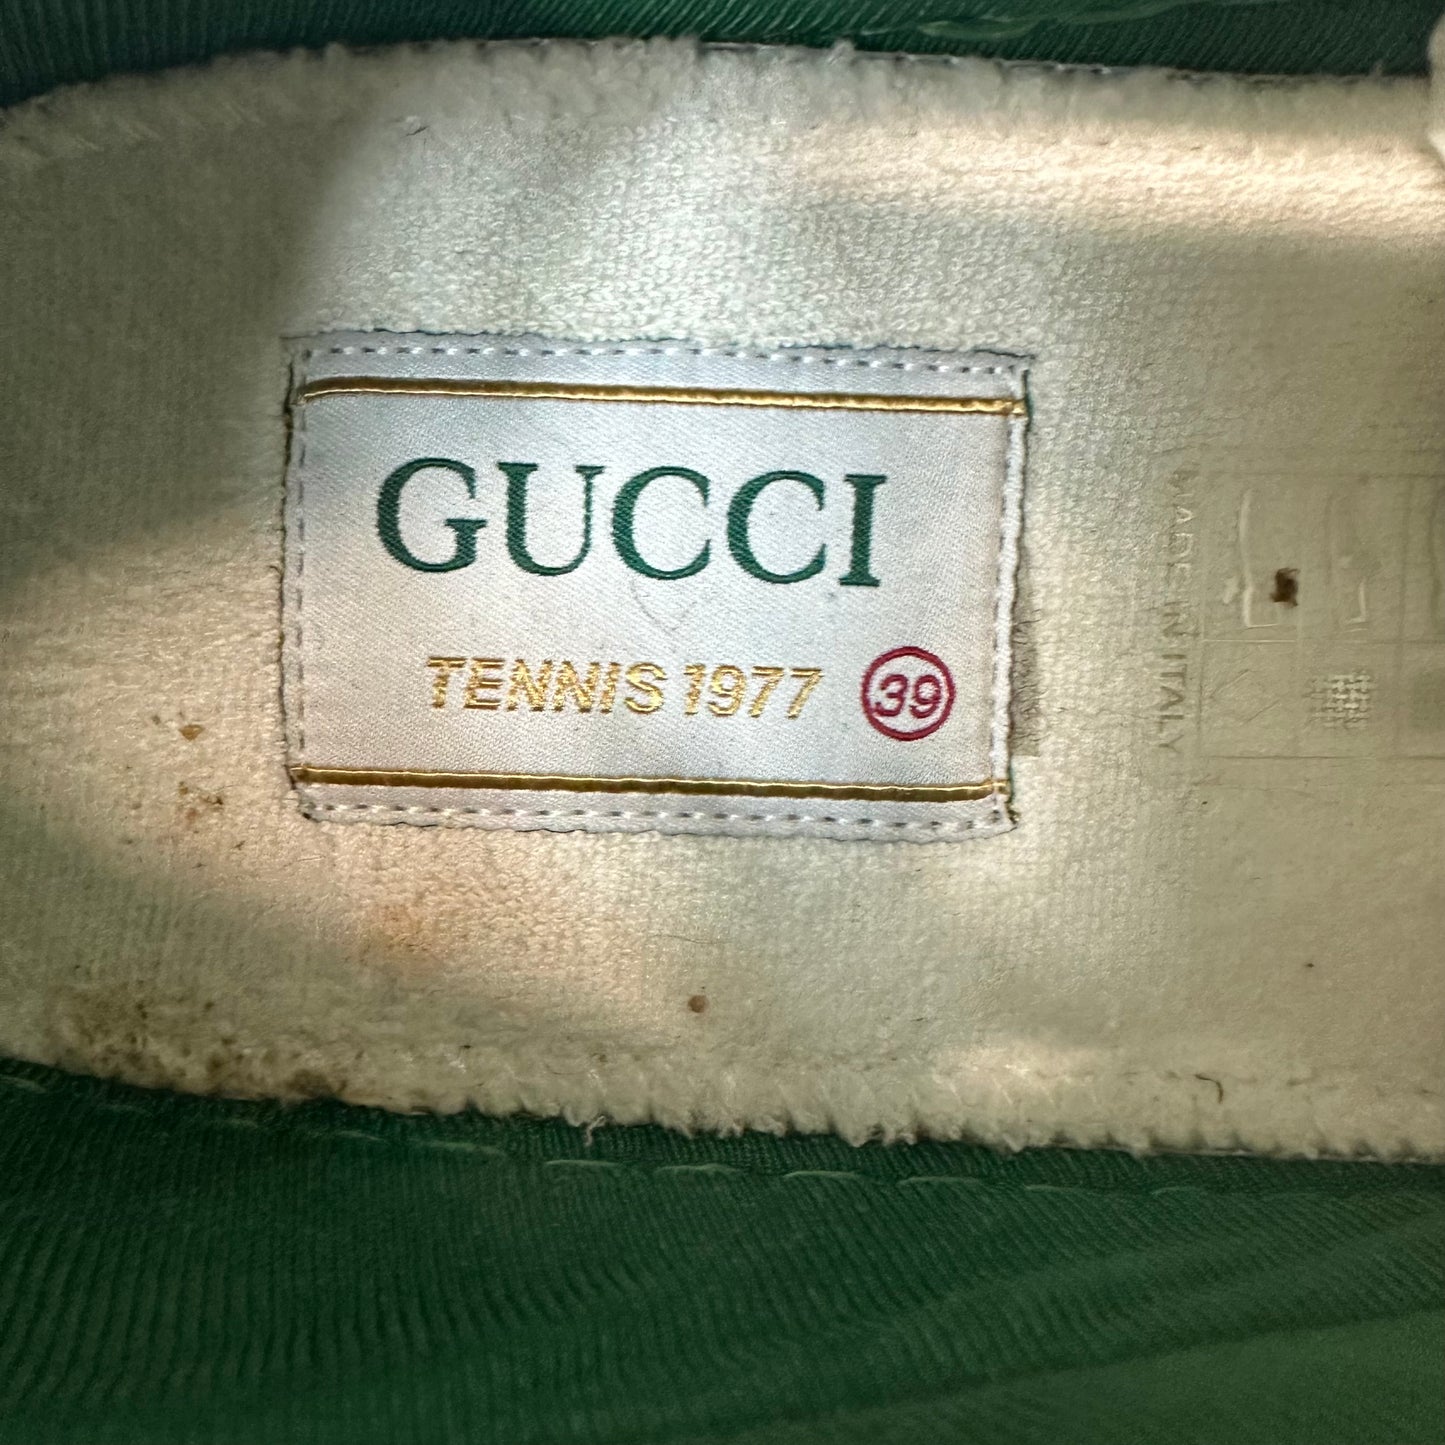 GUCCI
TENNIS 1977 39
MADE IN ITALY